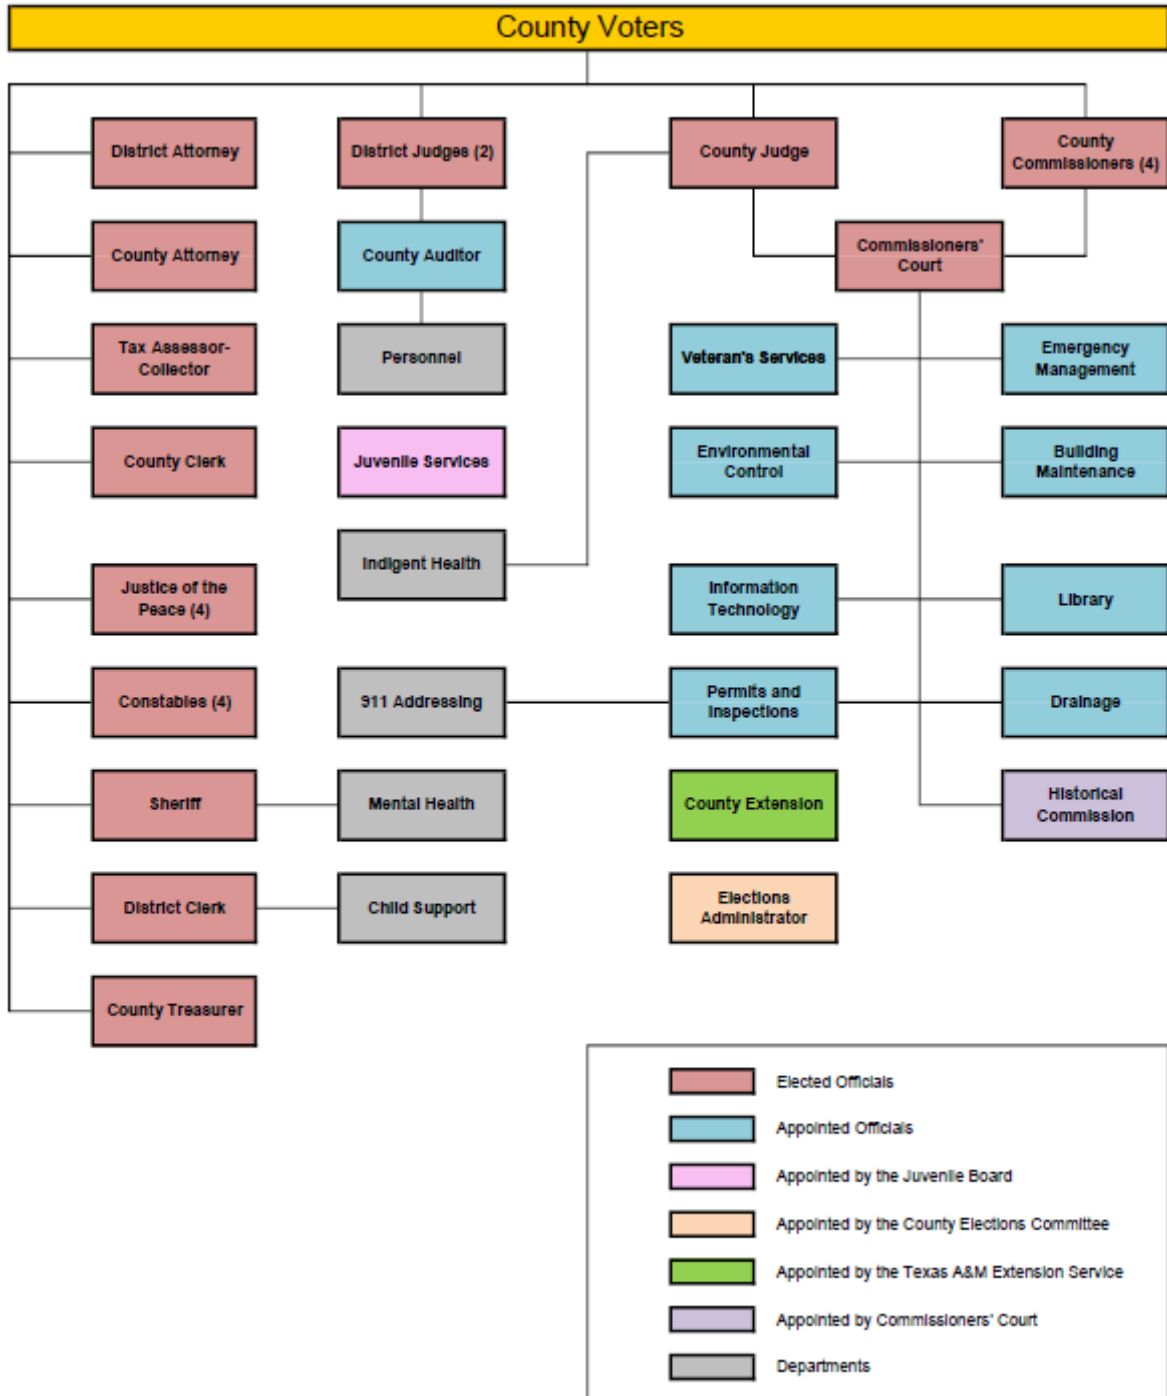 County Voters
District Attorney
District Judges (2)
County Judge
County
Commissioners (4)
County Attorney
County Auditor
Commissioners'
Court
Tax Assessor-
Collector
Personnel
Veteran's Services
Emergency
Management
County Clerk
Juvenile Services
Environmental
Control
Building
Maintenance
Indigent Health
Justice of the
Peace (4)
Information
Technology
Library
Constables (4)
911 Addressing
Permits and
Inspections
Drainage
Sheriff
Mental Health
County Extension
Historical
Commission
District Clerk
Child Support
Elections
Administrator
County Treasurer
Elected Officials
Appointed Officials
Appointed by the Juvenile Board
Appointed by the County Elections Committee
Appointed by the Texas A&M Extension Service
Appointed by Commissioners' Court
Departments